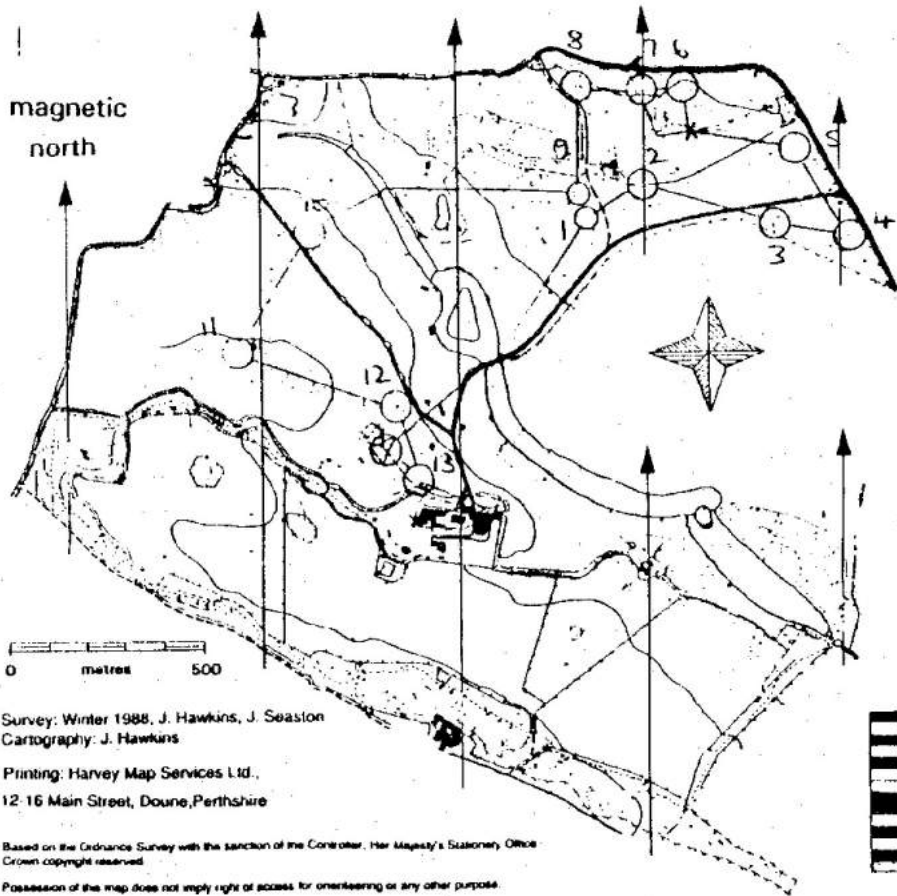 magnetic
north
8
7
6
9
5
2
1
4
3
11
12
13
0 metres 500
Survey: Winter 1988, J. Hawkins, J. Seaston
Cartography: J. Hawkins
Printing: Harvey Map Services Ltd.,
12-16 Main Street, Doune,Perthshire
Based on the Ordnance Survey with the sanction of the Controller, Her Majesty's Stationery Office
Crown copyright reserved
Possession of this map does not imply right of access for orienteering or any other purpose.